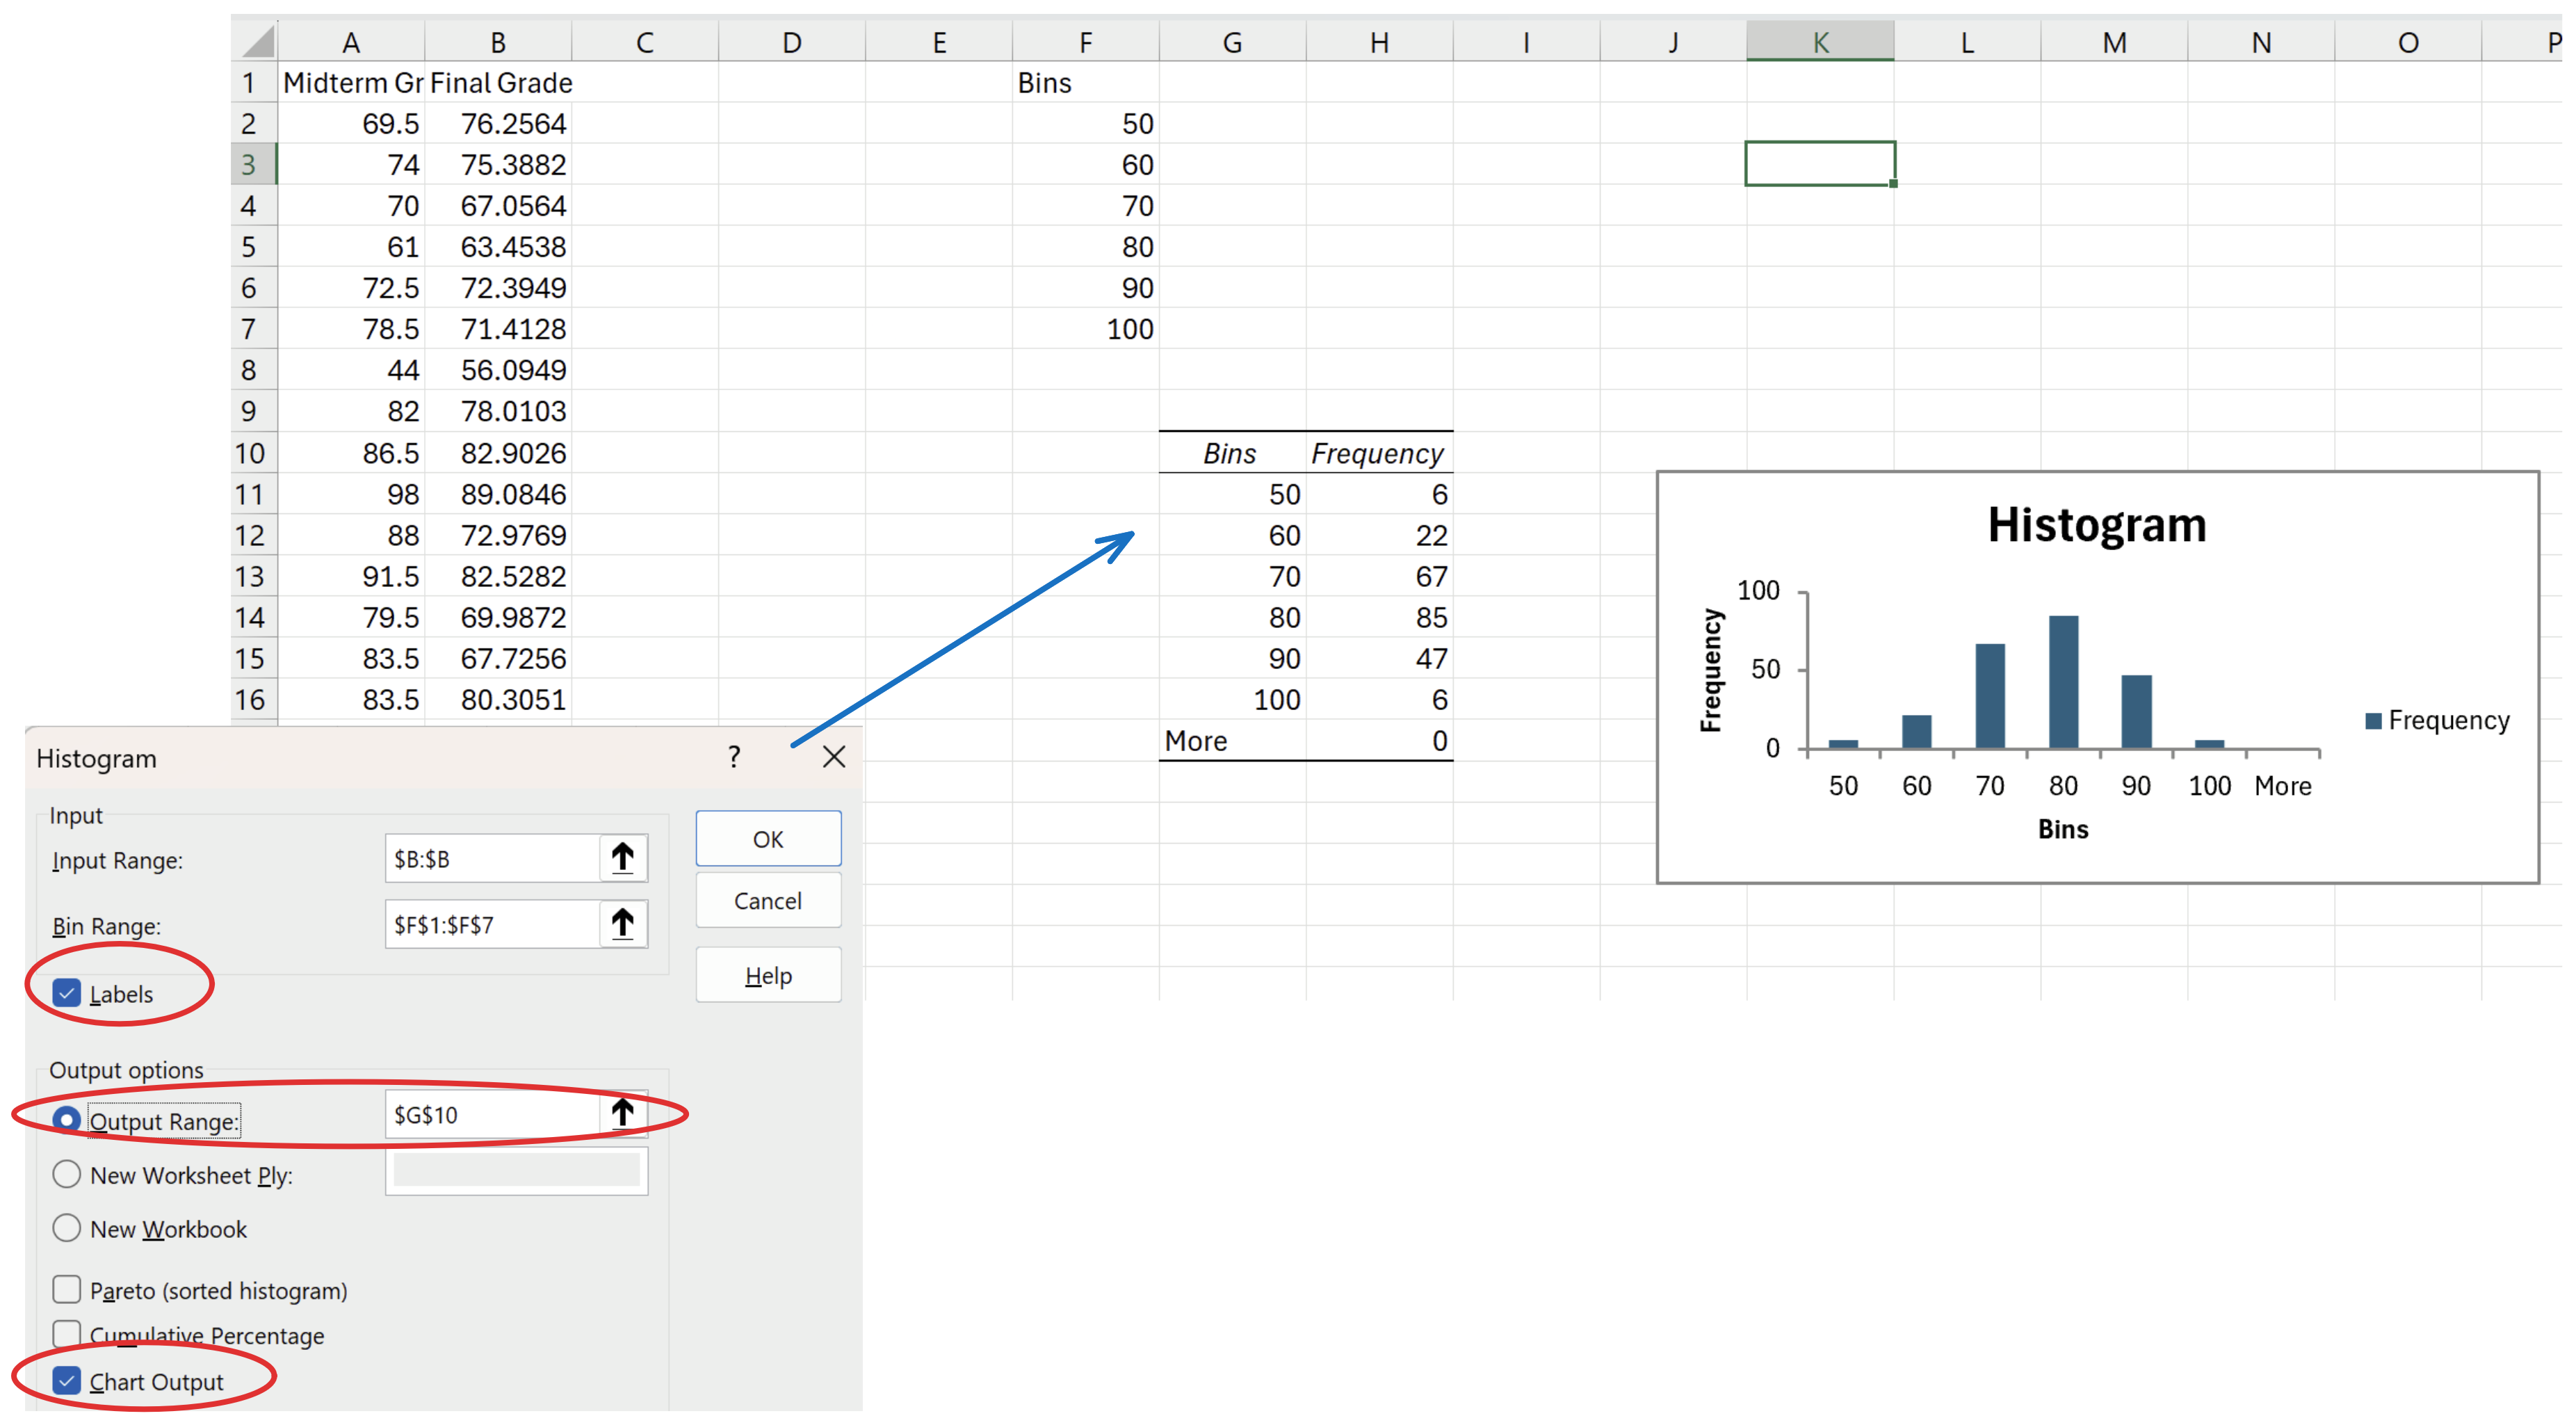 A B C D E F G H I J K L M N O P
1 Midterm Gr Final Grade Bins
2 69.5 76.2564 50
3 74 75.3882 60
4 70 67.0564 70
5 61 63.4538 80
6 72.5 72.3949 90
7 78.5 71.4128 100
8 44 56.0949
9 82 78.0103
10 86.5 82.9026 Bins Frequency
11 98 89.0846 50 6
12 88 72.9769 60 22
13 91.5 82.5282 70 67
14 79.5 69.9872 80 85
15 83.5 67.7256 90 47
16 83.5 80.3051 100 6
More 0
Histogram
Frequency
100
50
0
50 60 70 80 90 100 More
Bins
Frequency
Histogram ?
Input
Input Range: $B:$B
Bin Range: $F$1:$F$7
Labels
OK
Cancel
Help
Output options
Output Range: $G$10
New Worksheet Ply:
New Workbook
Pareto (sorted histogram)
Cumulative Percentage
Chart Output